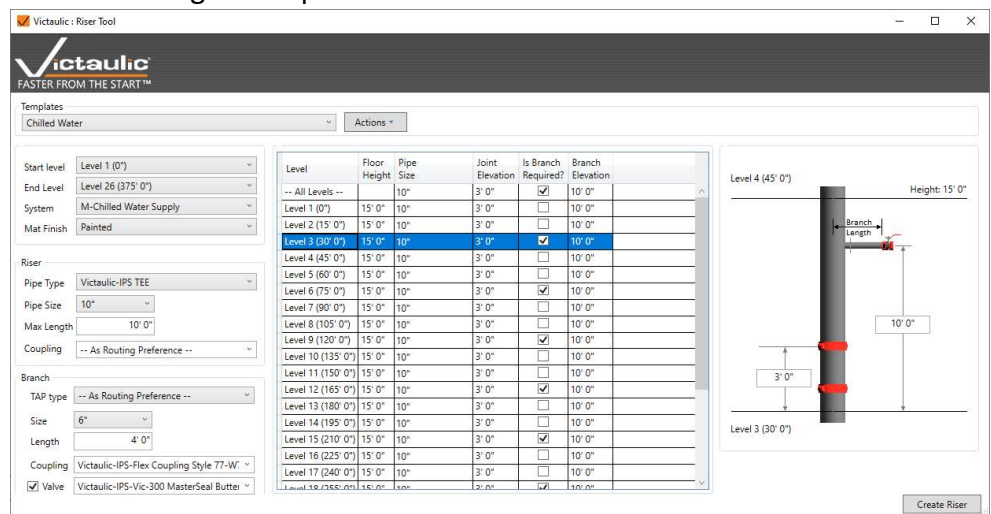 Victaulic : Riser Tool
Victaulic
FASTER FROM THE START™
Templates
Chilled Water
Actions
Start level Level 1 (0")
End Level Level 26 (375' 0")
System M-Chilled Water Supply
Mat Finish Painted
Riser
Pipe Type Victaulic-IPS TEE
Pipe Size 10"
Max Length 10' 0"
Coupling -- As Routing Preference --
Branch
TAP type -- As Routing Preference --
Size 6"
Length 4' 0"
Coupling Victaulic-IPS-Flex Coupling Style 77-W
Valve Victaulic-IPS-Vic-300 MasterSeal Butter
Level Floor Height Pipe Size Joint Elevation Is Branch Required? Branch Elevation
-- All Levels -- 10" 3' 0" 10' 0"
Level 1 (0") 15' 0" 10" 3' 0" 10' 0"
Level 2 (15' 0") 15' 0" 10" 3' 0" 10' 0"
Level 3 (30' 0") 15' 0" 10" 3' 0" 10' 0"
Level 4 (45' 0") 15' 0" 10" 3' 0" 10' 0"
Level 5 (60' 0") 15' 0" 10" 3' 0" 10' 0"
Level 6 (75' 0") 15' 0" 10" 3' 0" 10' 0"
Level 7 (90' 0") 15' 0" 10" 3' 0" 10' 0"
Level 8 (105' 0") 15' 0" 10" 3' 0" 10' 0"
Level 9 (120' 0") 15' 0" 10" 3' 0" 10' 0"
Level 10 (135' 0") 15' 0" 10" 3' 0" 10' 0"
Level 11 (150' 0") 15' 0" 10" 3' 0" 10' 0"
Level 12 (165' 0") 15' 0" 10" 3' 0" 10' 0"
Level 13 (180' 0") 15' 0" 10" 3' 0" 10' 0"
Level 14 (195' 0") 15' 0" 10" 3' 0" 10' 0"
Level 15 (210' 0") 15' 0" 10" 3' 0" 10' 0"
Level 16 (225' 0") 15' 0" 10" 3' 0" 10' 0"
Level 17 (240' 0") 15' 0" 10" 3' 0" 10' 0"
Level 18 (255' 0") 15' 0" 10" 3' 0" 10' 0"
Level 4 (45' 0")
Height: 15' 0"
Branch
Length
10' 0"
3' 0"
Level 3 (30' 0")
Create Riser